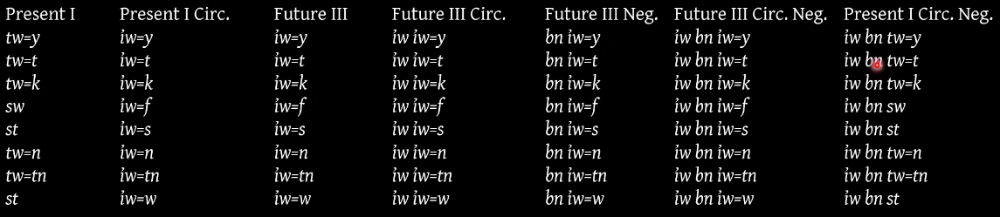 Present I Present I Circ. Future III Future III Circ. Future III Neg. Future III Circ. Neg. Present I Circ. Neg.
tw=y ỉw=y ỉw=y ỉw ỉw=y bn ỉw=y ỉw bn ỉw=y ỉw bn tw=y
tw=t ỉw=t ỉw=t ỉw ỉw=t bn ỉw=t ỉw bn ỉw=t ỉw bn tw=t
tw=k ỉw=k ỉw=k ỉw ỉw=k bn ỉw=k ỉw bn ỉw=k ỉw bn tw=k
sw ỉw=f ỉw=f ỉw ỉw=f bn ỉw=f ỉw bn ỉw=f ỉw bn sw
st ỉw=s ỉw=s ỉw ỉw=s bn ỉw=s ỉw bn ỉw=s ỉw bn st
tw=n ỉw=n ỉw=n ỉw ỉw=n bn ỉw=n ỉw bn ỉw=n ỉw bn tw=n
tw=tn ỉw=tn ỉw=tn ỉw ỉw=tn bn ỉw=tn ỉw bn ỉw=tn ỉw bn tw=tn
st ỉw=w ỉw=w ỉw ỉw=w bn ỉw=w ỉw bn ỉw=w ỉw bn st